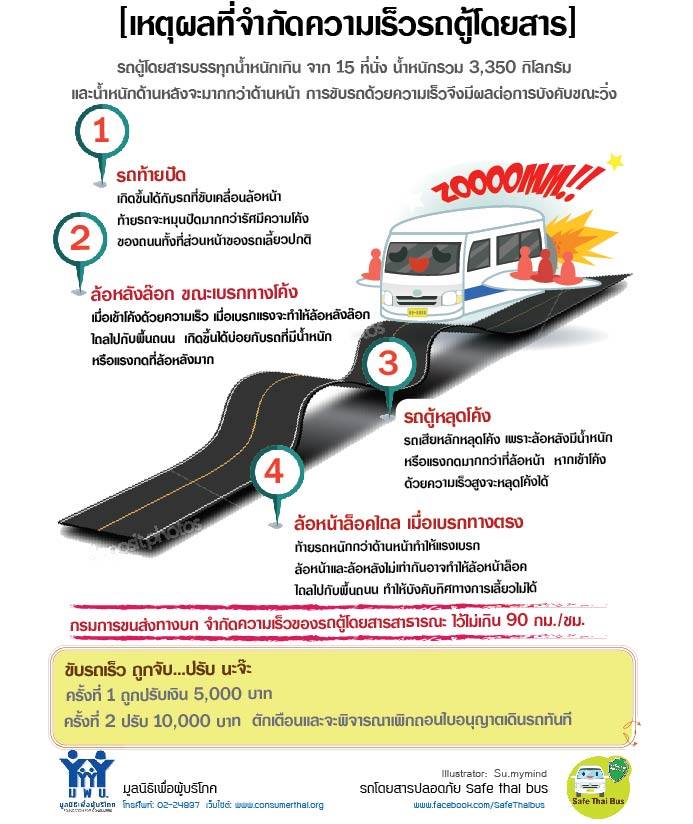 [เหตุผลที่จำกัดความเร็วรถตู้โดยสาร]
รถตู้โดยสารบรรทุกน้ำหนักเกิน จาก 15 ที่นั่ง น้ำหนักรวม 3,350 กิโลกรัม
และน้ำหนักด้านหลังจะมากกว่าด้านหน้า การขับรถด้วยความเร็วจึงมีผลต่อการบังคับขณะวิ่ง
1
รถท้ายปัด
เกิดขึ้นได้กับรถที่ขับเคลื่อนล้อหน้า
ท้ายรถจะหมุนปัดมากกว่ารัศมีความโค้ง
ของถนนทั้งที่ส่วนหน้าของรถเลี้ยวปกติ
ZOOOOMM.!!
2
ล้อหลังล๊อก ขณะเบรกทางโค้ง
เมื่อเข้าโค้งด้วยความเร็ว เมื่อเบรกแรงจะทำให้ล้อหลังล๊อก
ไถลไปกับพื้นถนน เกิดขึ้นได้บ่อยกับรถที่มีน้ำหนัก
หรือแรงกดที่ล้อหลังมาก
3
รถตู้หลุดโค้ง
รถเสียหลักหลุดโค้ง เพราะล้อหลังมีน้ำหนัก
หรือแรงกดมากกว่าที่ล้อหน้า หากเข้าโค้ง
ด้วยความเร็วสูงจะหลุดโค้งได้
4
ล้อหน้าล็อคไถล เมื่อเบรกทางตรง
ท้ายรถหนักกว่าด้านหน้าทำให้แรงเบรก
ล้อหน้าและล้อหลังไม่เท่ากันอาจทำให้ล้อหน้าล็อค
ไถลไปกับพื้นถนน ทำให้บังคับทิศทางการเลี้ยวไม่ได้
depositphotos
กรมการขนส่งทางบก จำกัดความเร็วของรถตู้โดยสารสาธารณะ ไว้ไม่เกิน 90 กม./ชม.
ขับรถเร็ว ถูกจับ...ปรับ นะจ๊ะ
ครั้งที่ 1 ถูกปรับเงิน 5,000 บาท
ครั้งที่ 2 ปรับ 10,000 บาท ตักเตือนและจะพิจารณาเพิกถอนใบอนุญาตเดินรถทันที
Illustrator: Su.mymind
มพบ.
มูลนิธิเพื่อผู้บริโภค
มูลนิธิเพื่อผู้บริโภค
โทรศัพท์: 02-24837 เว็บไซต์: www.consumerthai.org
รถโดยสารปลอดภัย Safe thai bus
www.facebook.com/SafeThaibus
Safe Thai Bus